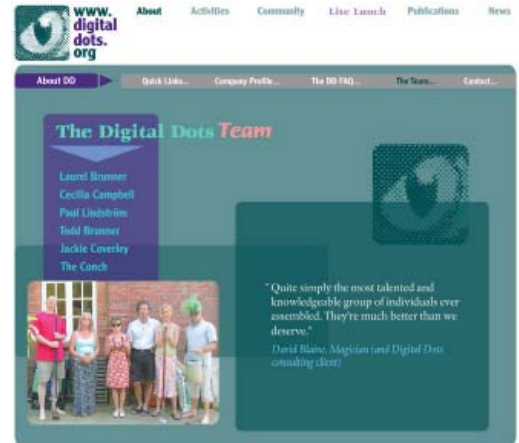 www.
digital
dots.
org
About Activities Community Lite Lunch Publications News
About DD Quick Links... Company Profile... The DD FAQ... The Team... Contact...
The Digital Dots Team
Laurel Brunner
Cecilia Campbell
Paul Lindström
Todd Brunner
Jackie Coverley
The Conch
"Quite simply the most talented and
knowledgeable group of individuals ever
assembled. They're much better than we
deserve."
David Blaine, Magician (and Digital Dots
consulting client)